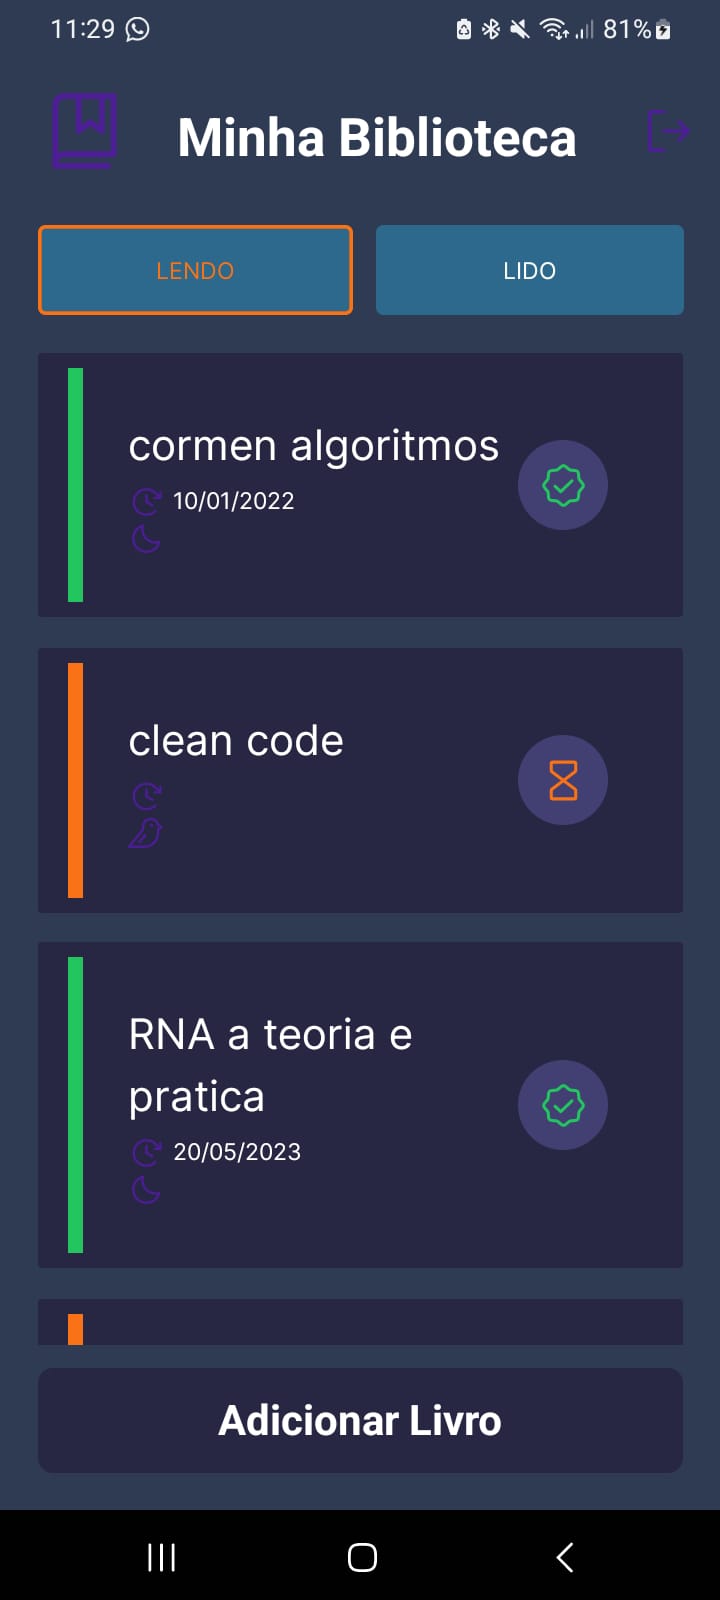 11:29
81%
Minha Biblioteca
LENDO
LIDO
cormen algoritmos
10/01/2022
clean code
RNA a teoria e
pratica
20/05/2023
Adicionar Livro